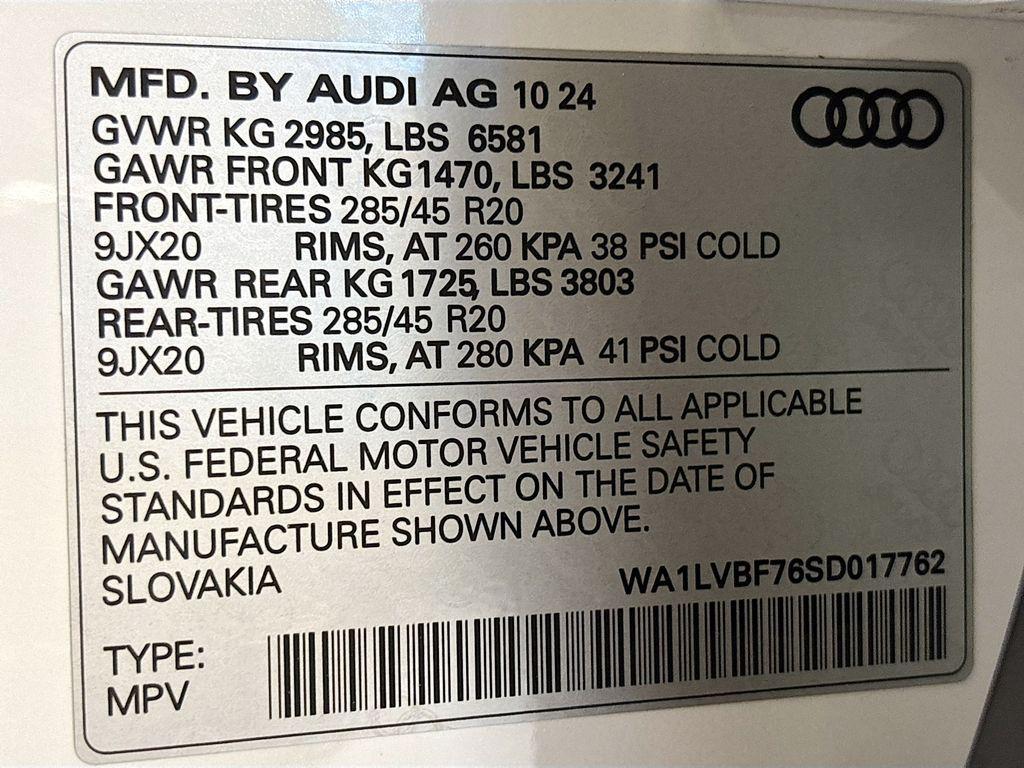 MFD. BY AUDI AG 10 24
GVWR KG 2985, LBS 6581
GAWR FRONT KG 1470, LBS 3241
FRONT-TIRES 285/45 R20
9JX20 RIMS, AT 260 KPA 38 PSI COLD
GAWR REAR KG 1725, LBS 3803
REAR-TIRES 285/45 R20
9JX20 RIMS, AT 280 KPA 41 PSI COLD
THIS VEHICLE CONFORMS TO ALL APPLICABLE
U.S. FEDERAL MOTOR VEHICLE SAFETY
STANDARDS IN EFFECT ON THE DATE OF
MANUFACTURE SHOWN ABOVE.
SLOVAKIA WA1LVBF76SD017762
TYPE:
MPV